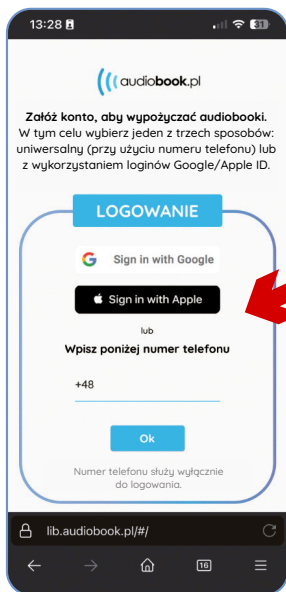 13:28
31
audiobook.pl
Załóż konto, aby wypożyczać audiobooki.
W tym celu wybierz jeden z trzech sposobów:
uniwersalny (przy użyciu numeru telefonu) lub
z wykorzystaniem loginów Google/Apple ID.
LOGOWANIE
Sign in with Google
Sign in with Apple
lub
Wpisz poniżej numer telefonu
+48
Ok
Numer telefonu służy wyłącznie
do logowania.
lib.audiobook.pl/#/
16